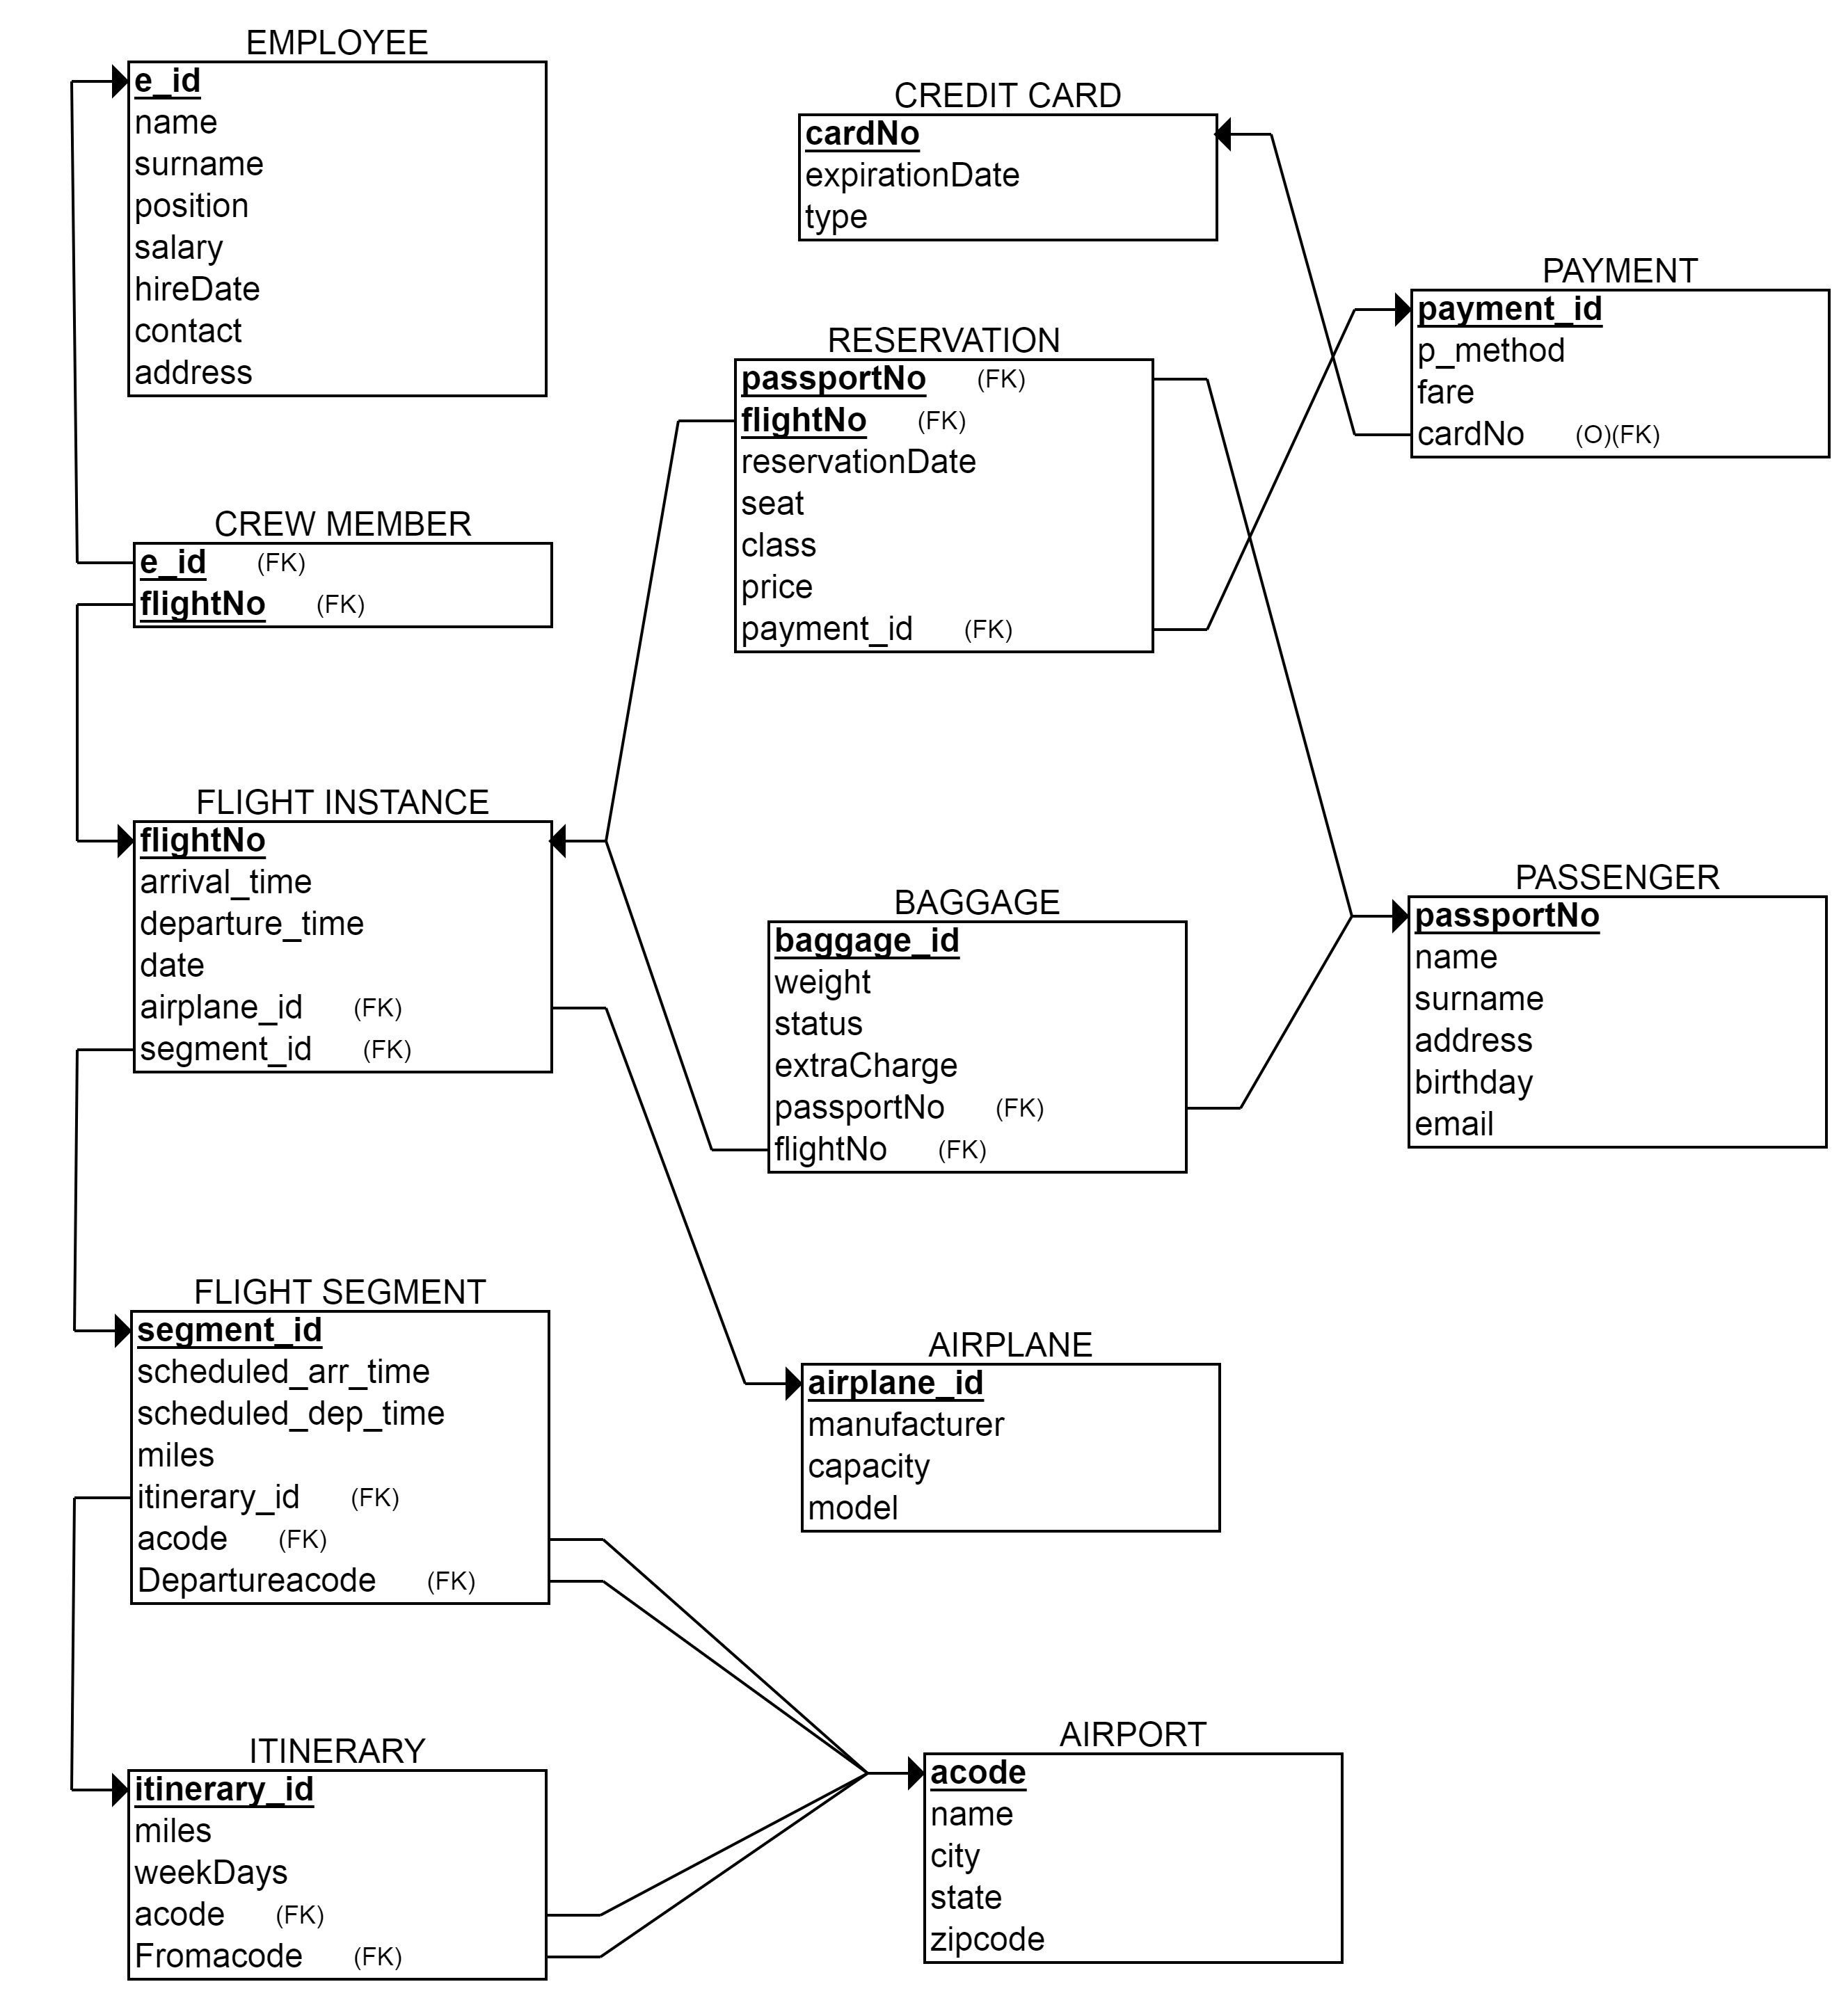 EMPLOYEE
e_id
name
surname
position
salary
hireDate
contact
address
CREDIT CARD
cardNo
expirationDate
type
PAYMENT
payment_id
p_method
fare
cardNo (O)(FK)
RESERVATION
passportNo (FK)
flightNo (FK)
reservationDate
seat
class
price
payment_id (FK)
CREW MEMBER
e_id (FK)
flightNo (FK)
FLIGHT INSTANCE
flightNo
arrival_time
departure_time
date
airplane_id (FK)
segment_id (FK)
BAGGAGE
baggage_id
weight
status
extraCharge
passportNo (FK)
flightNo (FK)
PASSENGER
passportNo
name
surname
address
birthday
email
FLIGHT SEGMENT
segment_id
scheduled_arr_time
scheduled_dep_time
miles
itinerary_id (FK)
acode (FK)
Departureacode (FK)
AIRPLANE
airplane_id
manufacturer
capacity
model
ITINERARY
itinerary_id
miles
weekDays
acode (FK)
Fromacode (FK)
AIRPORT
acode
name
city
state
zipcode